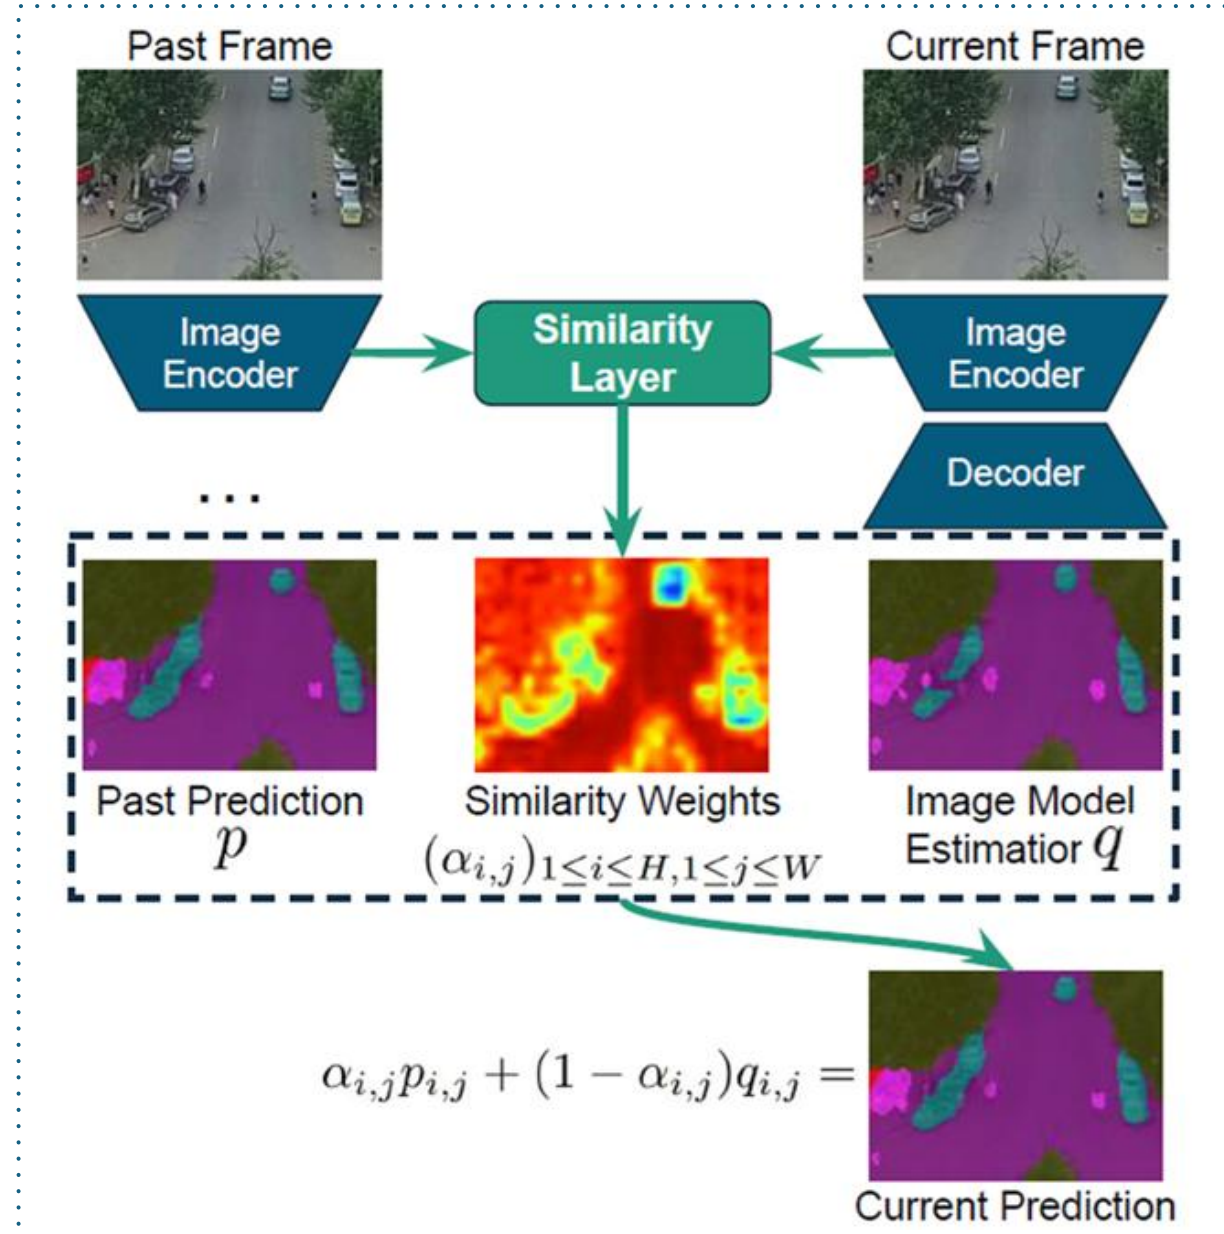 Past Frame
Current Frame
Image
Encoder
Similarity
Layer
Image
Encoder
Decoder
...
Past Prediction
p
Similarity Weights
(α_{i,j})_{1≤i≤H,1≤j≤W}
Image Model
Estimatior q
α_{i,j}p_{i,j} + (1 − α_{i,j})q_{i,j} =
Current Prediction